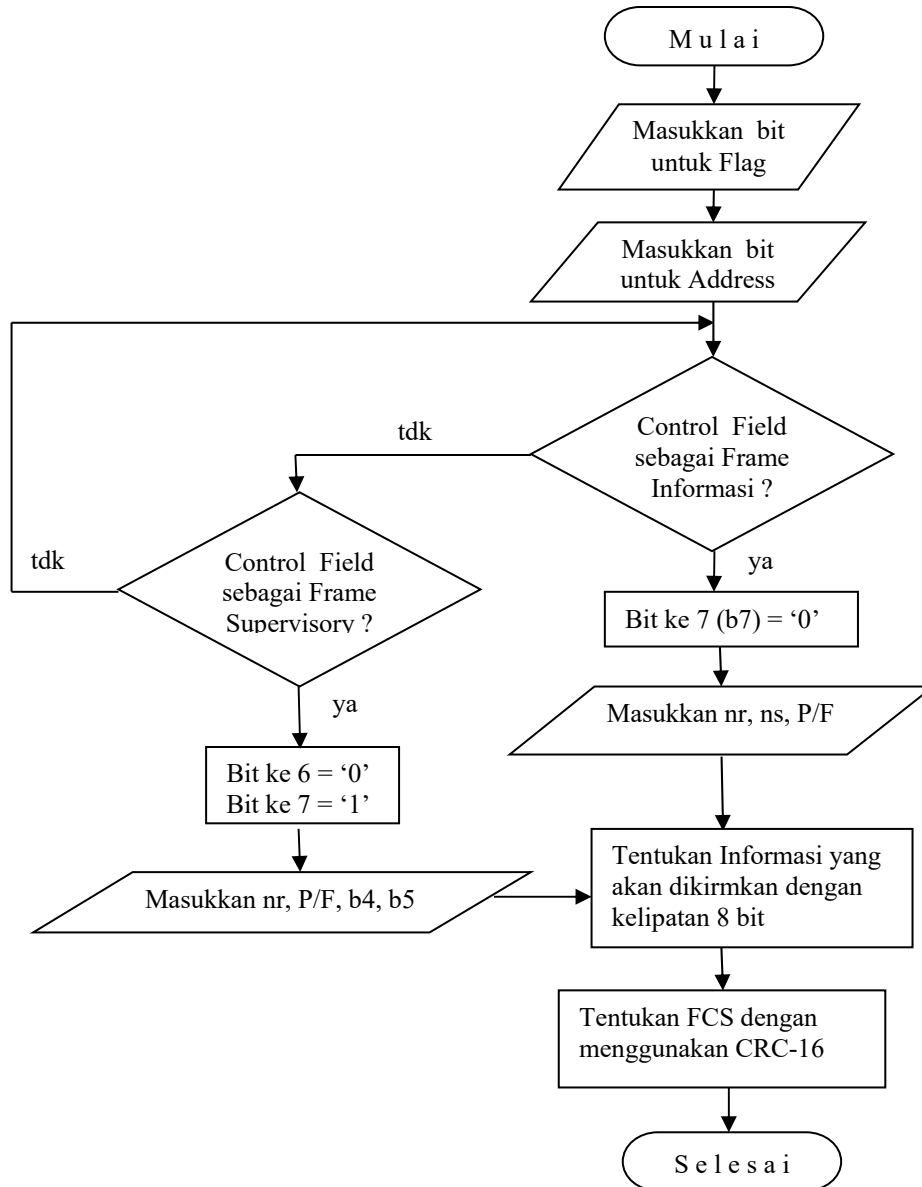 M u l a i
Masukkan bit
untuk Flag
Masukkan bit
untuk Address
Control Field
sebagai Frame
Informasi ?
tdk
ya
Control Field
sebagai Frame
Supervisory ?
tdk
ya
Bit ke 7 (b7) = ‘0’
Masukkan nr, ns, P/F
Bit ke 6 = ‘0’
Bit ke 7 = ‘1’
Masukkan nr, P/F, b4, b5
Tentukan Informasi yang
akan dikirmkan dengan
kelipatan 8 bit
Tentukan FCS dengan
menggunakan CRC-16
S e l e s a i